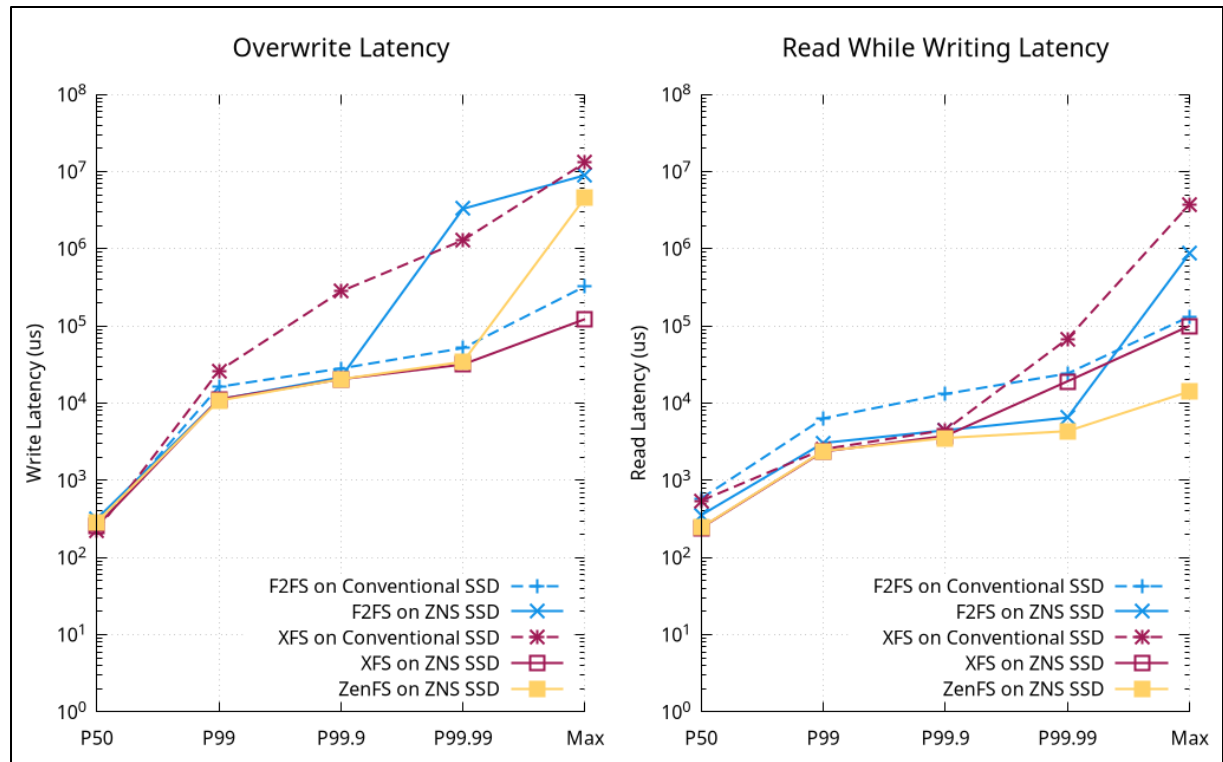 Overwrite Latency
Write Latency (us)
10^8
10^7
10^6
10^5
10^4
10^3
10^2
10^1
10^0
F2FS on Conventional SSD
F2FS on ZNS SSD
XFS on Conventional SSD
XFS on ZNS SSD
ZenFS on ZNS SSD
P50 P99 P99.9 P99.99 Max
Read While Writing Latency
Read Latency (us)
10^8
10^7
10^6
10^5
10^4
10^3
10^2
10^1
10^0
F2FS on Conventional SSD
F2FS on ZNS SSD
XFS on Conventional SSD
XFS on ZNS SSD
ZenFS on ZNS SSD
P50 P99 P99.9 P99.99 Max